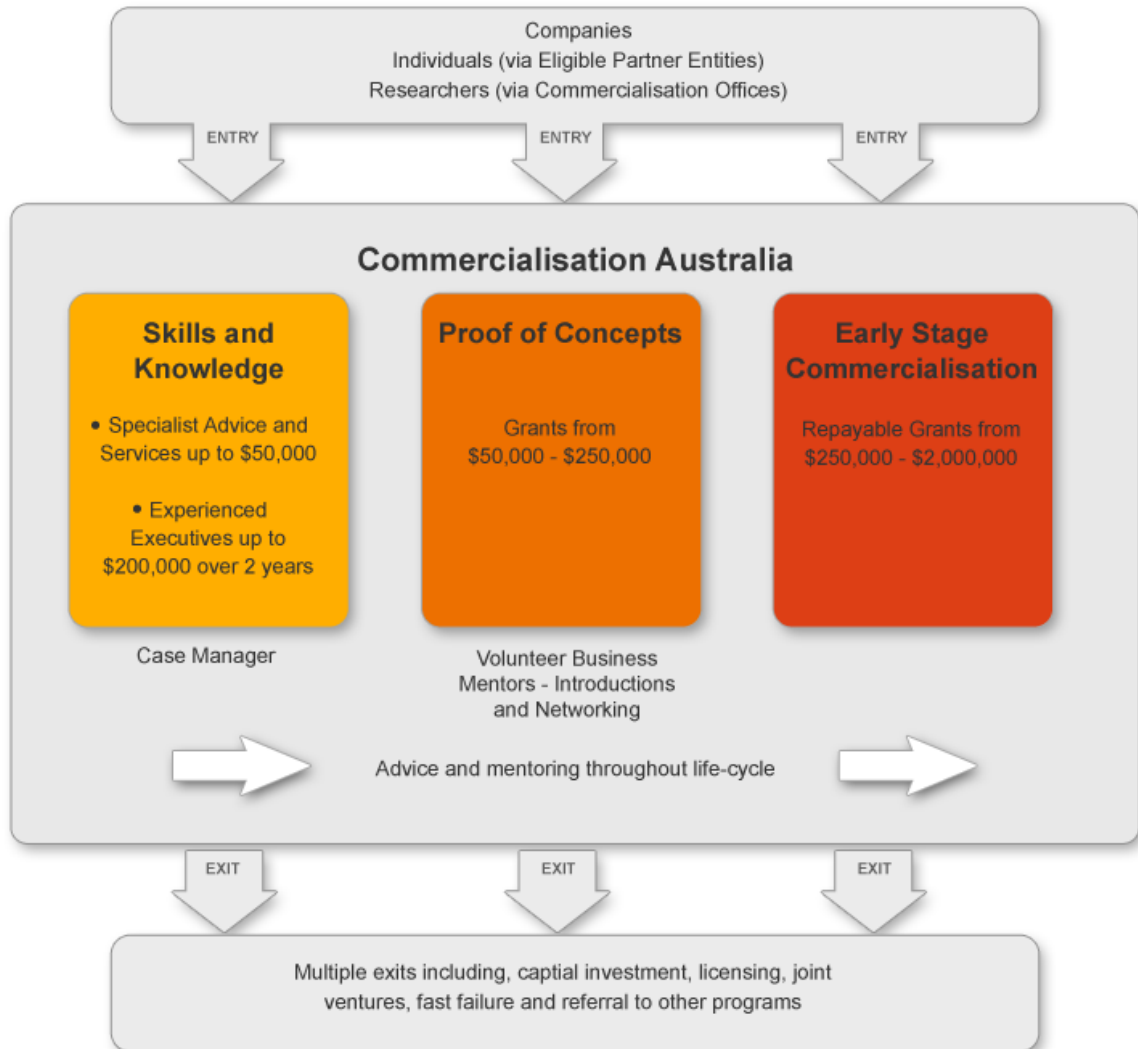 Companies
Individuals (via Eligible Partner Entities)
Researchers (via Commercialisation Offices)
ENTRY
ENTRY
ENTRY
Commercialisation Australia
Skills and
Knowledge
• Specialist Advice and
Services up to $50,000
• Experienced
Executives up to
$200,000 over 2 years
Proof of Concepts
Grants from
$50,000 - $250,000
Early Stage
Commercialisation
Repayable Grants from
$250,000 - $2,000,000
Case Manager
Volunteer Business
Mentors - Introductions
and Networking
Advice and mentoring throughout life-cycle
EXIT
EXIT
EXIT
Multiple exits including, captial investment, licensing, joint
ventures, fast failure and referral to other programs